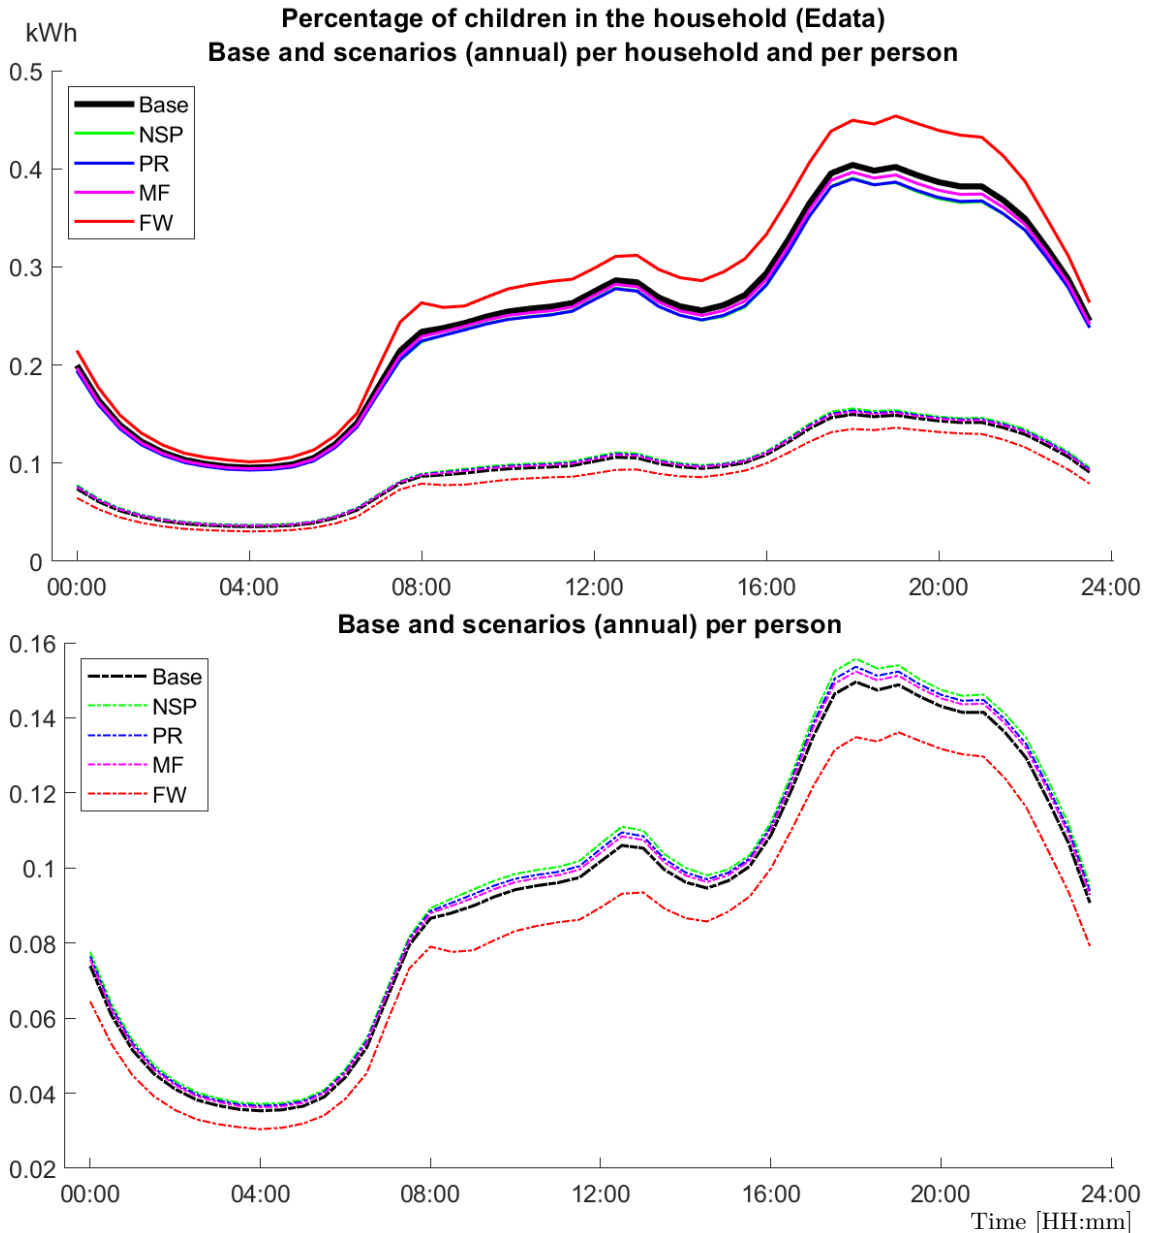 Percentage of children in the household (Edata)
kWh
Base and scenarios (annual) per household and per person
0.5
Base
NSP
PR
MF
FW
0.4
0.3
0.2
0.1
0
00:00 04:00 08:00 12:00 16:00 20:00 24:00
Base and scenarios (annual) per person
0.16
Base
NSP
PR
MF
FW
0.14
0.12
0.1
0.08
0.06
0.04
0.02
00:00 04:00 08:00 12:00 16:00 20:00 24:00
Time [HH:mm]